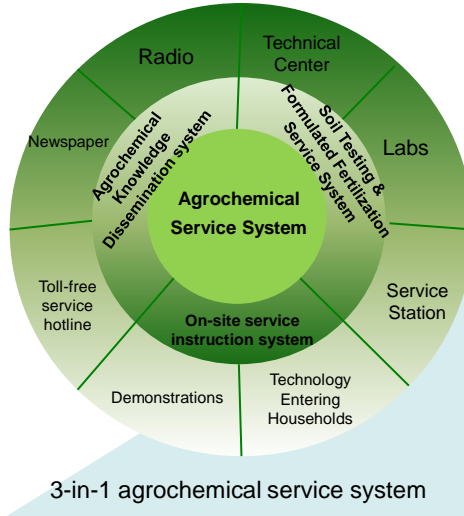 Radio
Technical
Center
Newspaper
Agrochemical
Knowledge
Dissemination system
Soil Testing &
Formulated Fertilization
Service System
Labs
Agrochemical
Service System
Toll-free
service
hotline
Service
Station
On-site service
instruction system
Demonstrations
Technology
Entering
Households
3-in-1 agrochemical service system